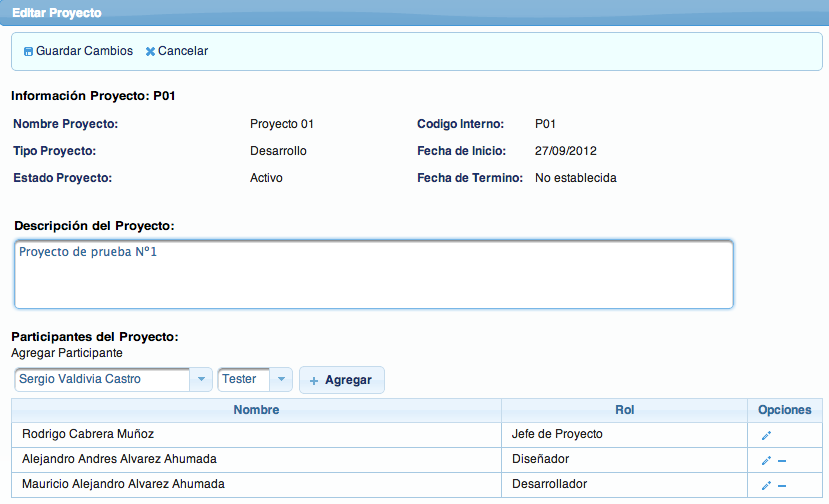 Editar Proyecto
Guardar Cambios Cancelar
Información Proyecto: P01
Nombre Proyecto: Proyecto 01 Codigo Interno: P01
Tipo Proyecto: Desarrollo Fecha de Inicio: 27/09/2012
Estado Proyecto: Activo Fecha de Termino: No establecida
Descripción del Proyecto:
Proyecto de prueba Nº1
Participantes del Proyecto:
Agregar Participante
Sergio Valdivia Castro Tester + Agregar
Nombre Rol Opciones
Rodrigo Cabrera Muñoz Jefe de Proyecto
Alejandro Andres Alvarez Ahumada Diseñador
Mauricio Alejandro Alvarez Ahumada Desarrollador